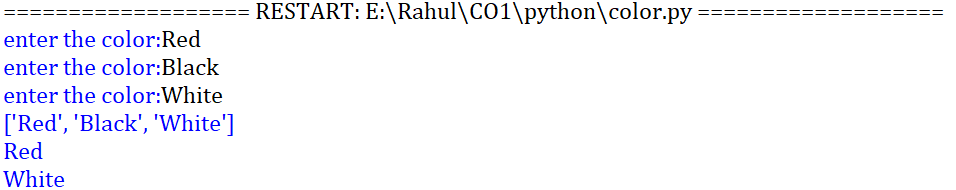 =================== RESTART: E:\Rahul\CO1\python\color.py ===================
enter the color:Red
enter the color:Black
enter the color:White
['Red', 'Black', 'White']
Red
White